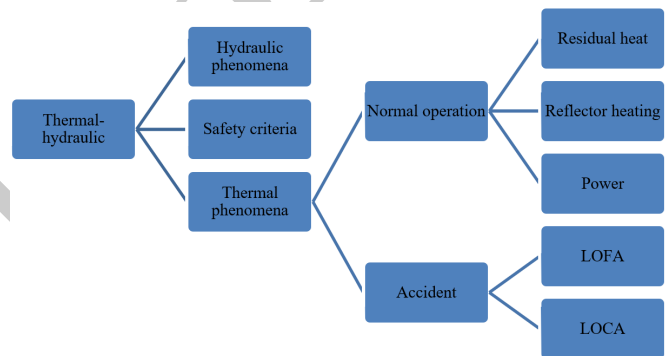 Thermal-
hydraulic
Hydraulic
phenomena
Safety criteria
Thermal
phenomena
Normal operation
Accident
Residual heat
Reflector heating
Power
LOFA
LOCA